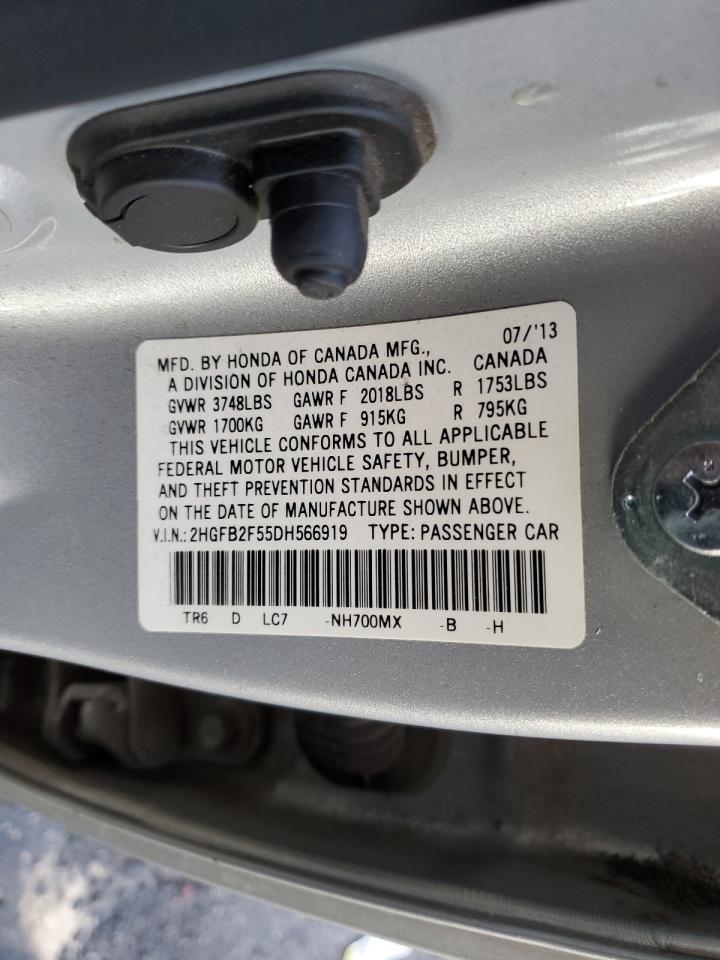 07/'13
MFD. BY HONDA OF CANADA MFG.,
A DIVISION OF HONDA CANADA INC. CANADA
GVWR 3748LBS GAWR F 2018LBS R 1753LBS
GVWR 1700KG GAWR F 915KG R 795KG
THIS VEHICLE CONFORMS TO ALL APPLICABLE
FEDERAL MOTOR VEHICLE SAFETY, BUMPER,
AND THEFT PREVENTION STANDARDS IN EFFECT
ON THE DATE OF MANUFACTURE SHOWN ABOVE.
V.I.N.: 2HGFB2F55DH566919 TYPE: PASSENGER CAR
TR6 D LC7 -NH700MX -B -H